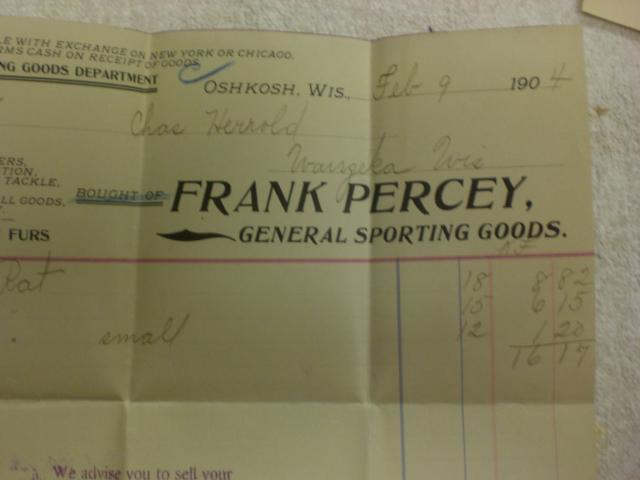 LE WITH EXCHANGE ON NEW YORK OR CHICAGO.
RMS CASH ON RECEIPT OF GOODS.
NG GOODS DEPARTMENT
OSHKOSH, WIS., Feb 9 1904
Chas Herrold
Wauzeka Wis
ERS,
TION,
TACKLE,
LL GOODS,
BOUGHT OF FRANK PERCEY,
FURS
GENERAL SPORTING GOODS.
Rat 18 8 82
15 6 15
small 12 1 20
16 17
We advise you to sell your